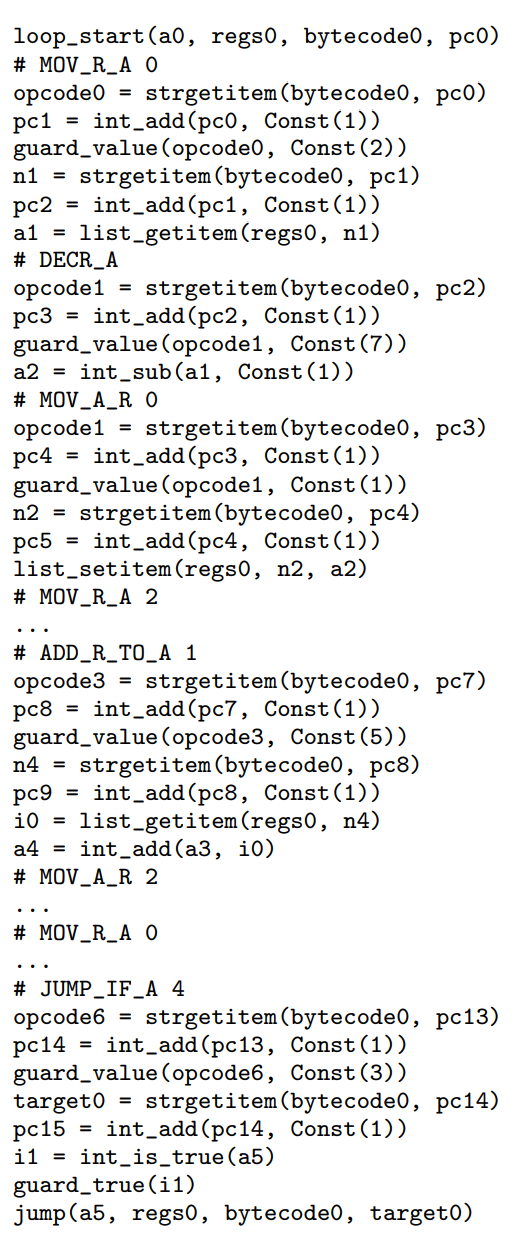 loop_start(a0, regs0, bytecode0, pc0)
# MOV_R_A 0
opcode0 = strgetitem(bytecode0, pc0)
pc1 = int_add(pc0, Const(1))
guard_value(opcode0, Const(2))
n1 = strgetitem(bytecode0, pc1)
pc2 = int_add(pc1, Const(1))
a1 = list_getitem(regs0, n1)
# DECR_A
opcode1 = strgetitem(bytecode0, pc2)
pc3 = int_add(pc2, Const(1))
guard_value(opcode1, Const(7))
a2 = int_sub(a1, Const(1))
# MOV_A_R 0
opcode1 = strgetitem(bytecode0, pc3)
pc4 = int_add(pc3, Const(1))
guard_value(opcode1, Const(1))
n2 = strgetitem(bytecode0, pc4)
pc5 = int_add(pc4, Const(1))
list_setitem(regs0, n2, a2)
# MOV_R_A 2
...
# ADD_R_TO_A 1
opcode3 = strgetitem(bytecode0, pc7)
pc8 = int_add(pc7, Const(1))
guard_value(opcode3, Const(5))
n4 = strgetitem(bytecode0, pc8)
pc9 = int_add(pc8, Const(1))
i0 = list_getitem(regs0, n4)
a4 = int_add(a3, i0)
# MOV_A_R 2
...
# MOV_R_A 0
...
# JUMP_IF_A 4
opcode6 = strgetitem(bytecode0, pc13)
pc14 = int_add(pc13, Const(1))
guard_value(opcode6, Const(3))
target0 = strgetitem(bytecode0, pc14)
pc15 = int_add(pc14, Const(1))
i1 = int_is_true(a5)
guard_true(i1)
jump(a5, regs0, bytecode0, target0)